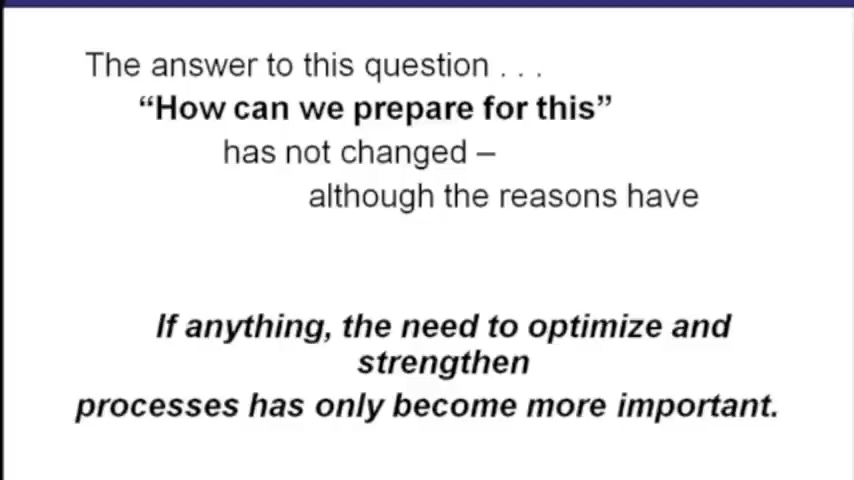 The answer to this question . . .
“How can we prepare for this”
has not changed –
although the reasons have
If anything, the need to optimize and
strengthen
processes has only become more important.